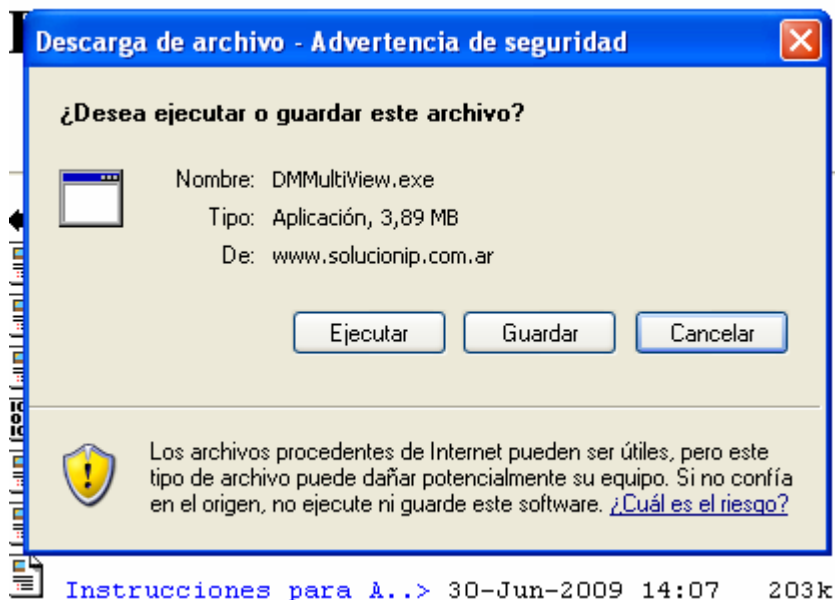 Descarga de archivo - Advertencia de seguridad
¿Desea ejecutar o guardar este archivo?
Nombre: DMMultiView.exe
Tipo: Aplicación, 3,89 MB
De: www.solucionip.com.ar
Ejecutar Guardar Cancelar
Los archivos procedentes de Internet pueden ser útiles, pero este
tipo de archivo puede dañar potencialmente su equipo. Si no confía
en el origen, no ejecute ni guarde este software. ¿Cuál es el riesgo?
Instrucciones para A..> 30-Jun-2009 14:07 203k